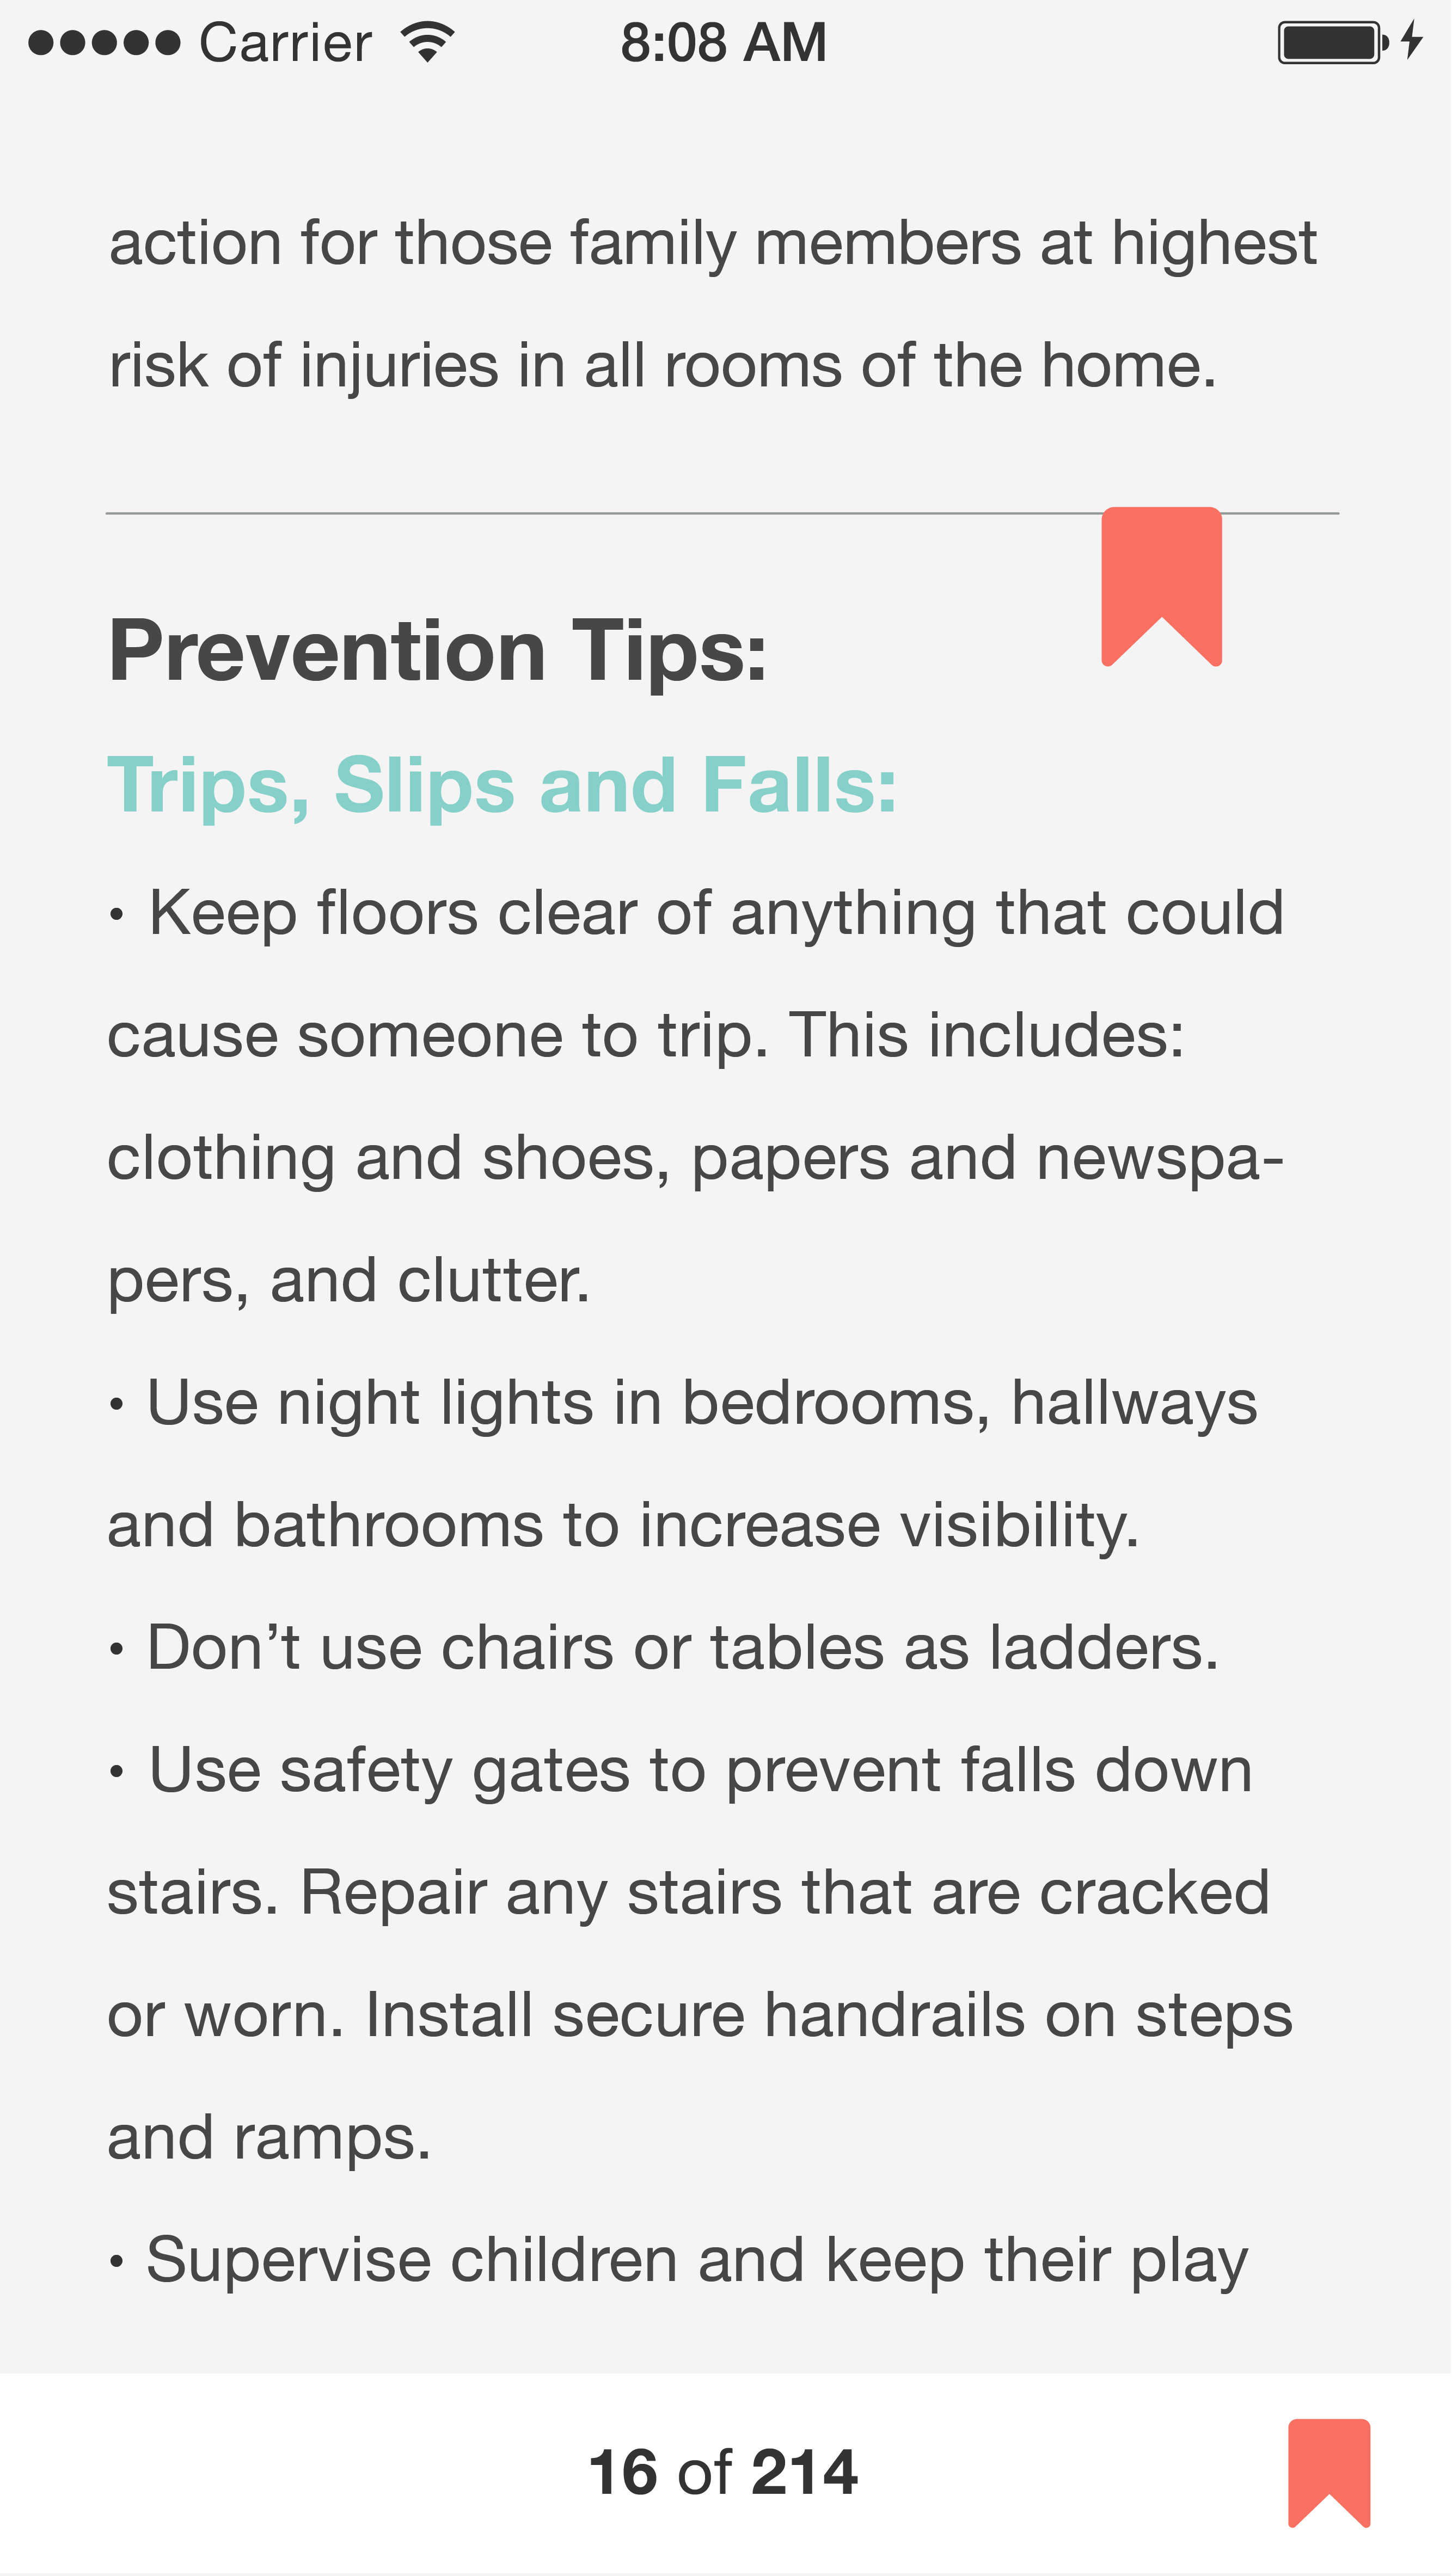 Carrier 8:08 AM
action for those family members at highest
risk of injuries in all rooms of the home.
Prevention Tips:
Trips, Slips and Falls:
• Keep floors clear of anything that could
cause someone to trip. This includes:
clothing and shoes, papers and newspa-
pers, and clutter.
• Use night lights in bedrooms, hallways
and bathrooms to increase visibility.
• Don’t use chairs or tables as ladders.
• Use safety gates to prevent falls down
stairs. Repair any stairs that are cracked
or worn. Install secure handrails on steps
and ramps.
• Supervise children and keep their play
16 of 214